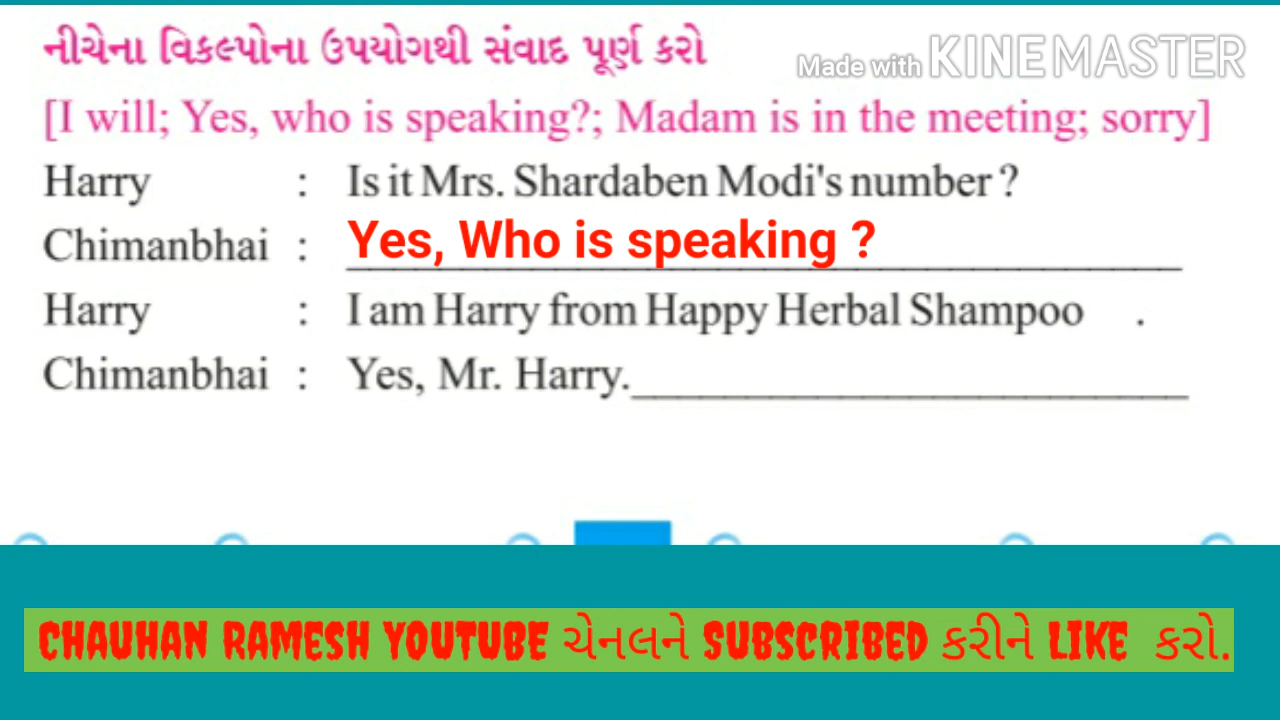 નીચેના વિકલ્પોના ઉપયોગથી સંવાદ પૂર્ણ કરો
Made with KINEMASTER
[I will; Yes, who is speaking?; Madam is in the meeting; sorry]
Harry : Is it Mrs. Shardaben Modi's number ?
Chimanbhai : Yes, Who is speaking ?
Harry : I am Harry from Happy Herbal Shampoo .
Chimanbhai : Yes, Mr. Harry.
CHAUHAN RAMESH YOUTUBE ચેનલને SUBSCRIBED કરીને LIKE કરો.